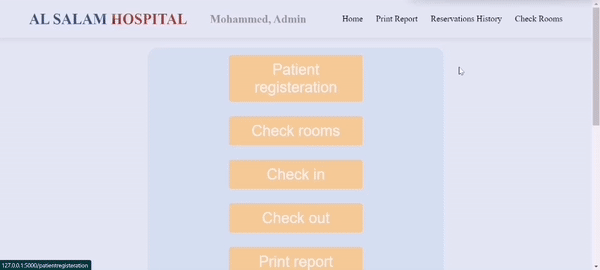 AL SALAM HOSPITAL
Mohammed, Admin
Home
Print Report
Reservations History
Check Rooms
Patient
registeration
Check rooms
Check in
Check out
Print report
127.0.0.1:5000/patientregisteration